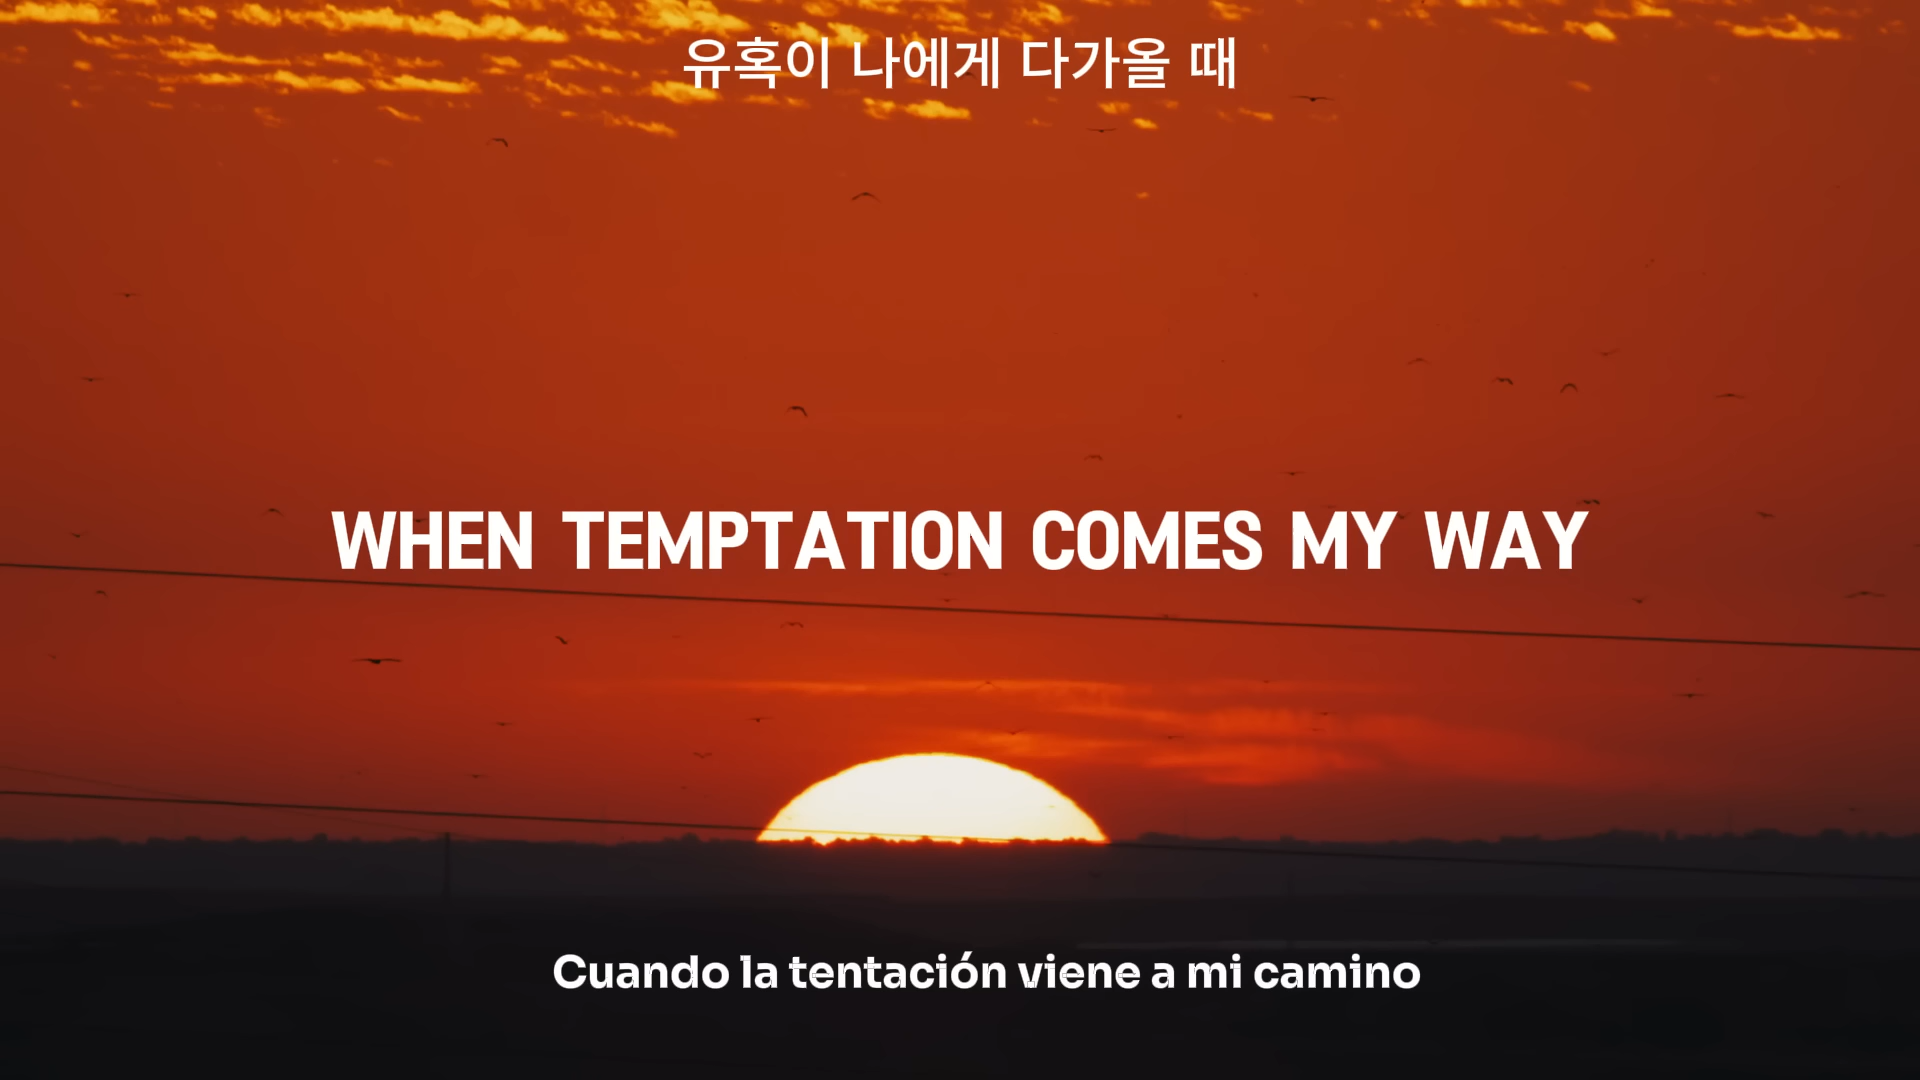 유혹이 나에게 다가올 때
WHEN TEMPTATION COMES MY WAY
Cuando la tentación viene a mi camino